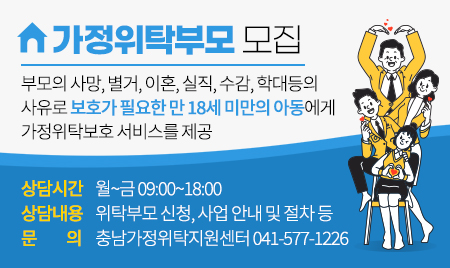 가정위탁부모 모집
부모의 사망, 별거, 이혼, 실직, 수감, 학대등의
사유로 보호가 필요한 만 18세 미만의 아동에게
가정위탁보호 서비스를 제공
상담시간 월~금 09:00~18:00
상담내용 위탁부모 신청, 사업 안내 및 절차 등
문 의 충남가정위탁지원센터 041-577-1226